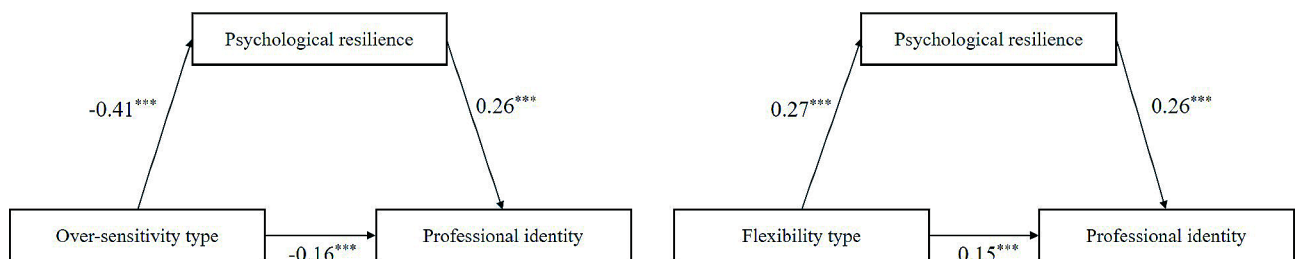 Psychological resilience
-0.41***
0.26***
Over-sensitivity type
Professional identity
-0.16***
Psychological resilience
0.27***
0.26***
Flexibility type
Professional identity
0.15***